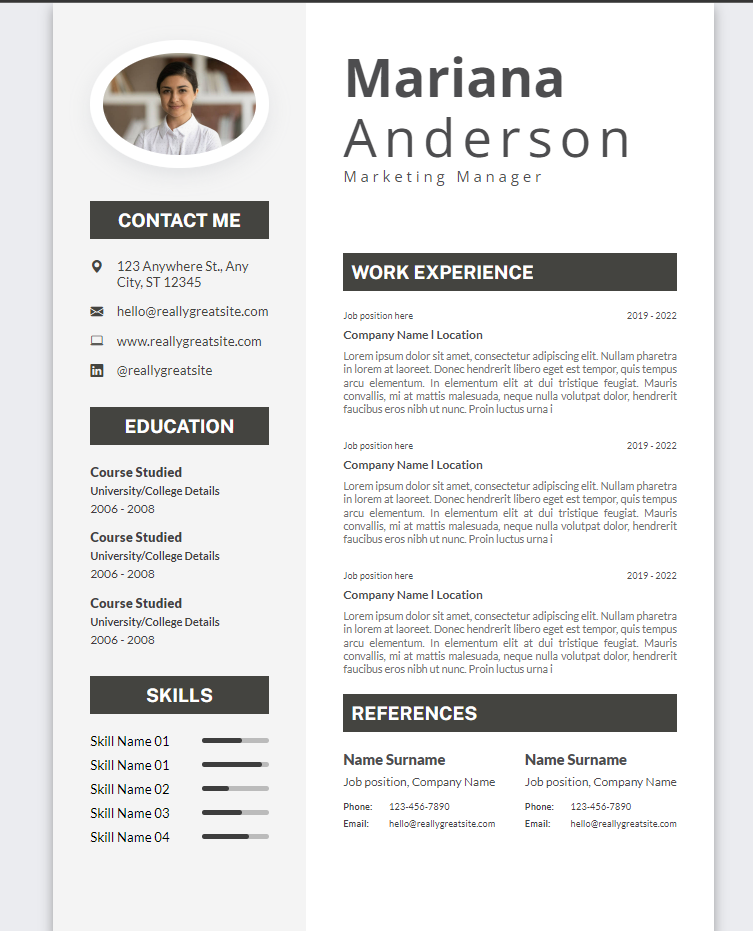 Mariana
Anderson
Marketing Manager
CONTACT ME
123 Anywhere St., Any
City, ST 12345
hello@reallygreatsite.com
www.reallygreatsite.com
@reallygreatsite
EDUCATION
Course Studied
University/College Details
2006 - 2008
Course Studied
University/College Details
2006 - 2008
Course Studied
University/College Details
2006 - 2008
SKILLS
Skill Name 01
Skill Name 01
Skill Name 02
Skill Name 03
Skill Name 04
WORK EXPERIENCE
Job position here 2019 - 2022
Company Name l Location
Lorem ipsum dolor sit amet, consectetur adipiscing elit. Nullam pharetra
in lorem at laoreet. Donec hendrerit libero eget est tempor, quis tempus
arcu elementum. In elementum elit at dui tristique feugiat. Mauris
convallis, mi at mattis malesuada, neque nulla volutpat dolor, hendrerit
faucibus eros nibh ut nunc. Proin luctus urna i
Job position here 2019 - 2022
Company Name l Location
Lorem ipsum dolor sit amet, consectetur adipiscing elit. Nullam pharetra
in lorem at laoreet. Donec hendrerit libero eget est tempor, quis tempus
arcu elementum. In elementum elit at dui tristique feugiat. Mauris
convallis, mi at mattis malesuada, neque nulla volutpat dolor, hendrerit
faucibus eros nibh ut nunc. Proin luctus urna i
Job position here 2019 - 2022
Company Name l Location
Lorem ipsum dolor sit amet, consectetur adipiscing elit. Nullam pharetra
in lorem at laoreet. Donec hendrerit libero eget est tempor, quis tempus
arcu elementum. In elementum elit at dui tristique feugiat. Mauris
convallis, mi at mattis malesuada, neque nulla volutpat dolor, hendrerit
faucibus eros nibh ut nunc. Proin luctus urna i
REFERENCES
Name Surname
Job position, Company Name
Phone: 123-456-7890
Email: hello@reallygreatsite.com
Name Surname
Job position, Company Name
Phone: 123-456-7890
Email: hello@reallygreatsite.com